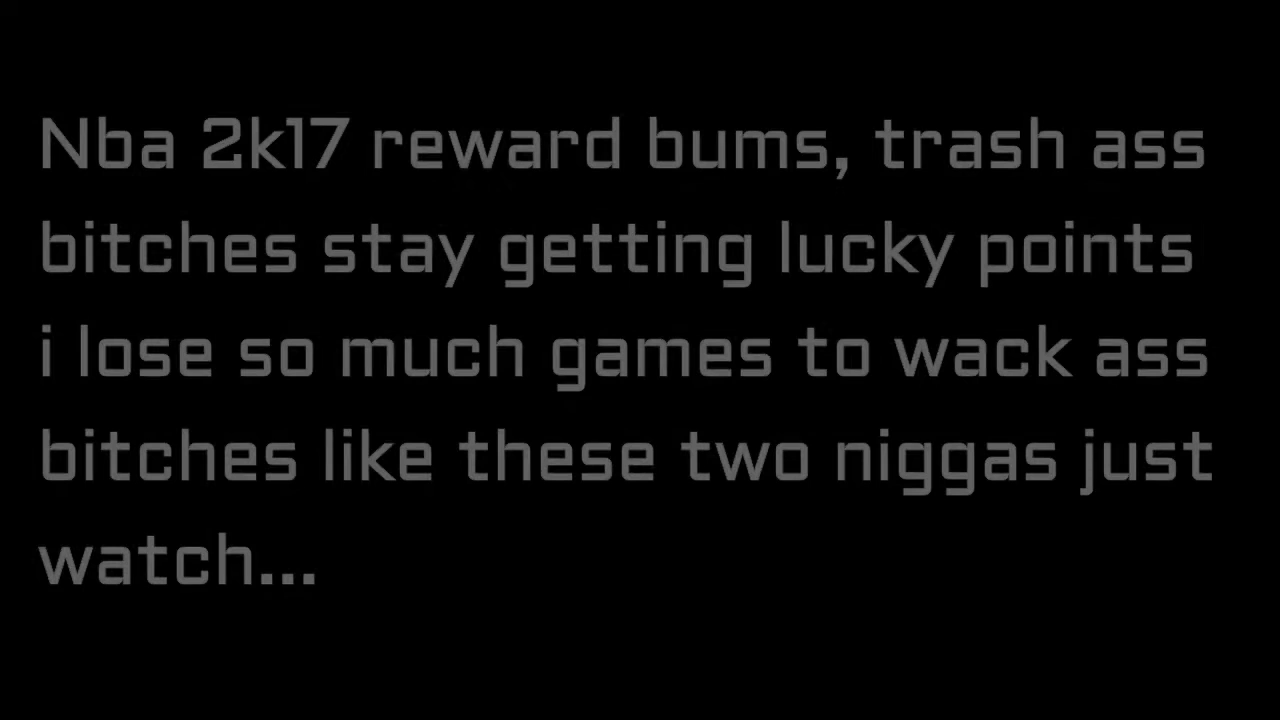 Nba 2k17 reward bums, trash ass
bitches stay getting lucky points
i lose so much games to wack ass
bitches like these two niggas just
watch...